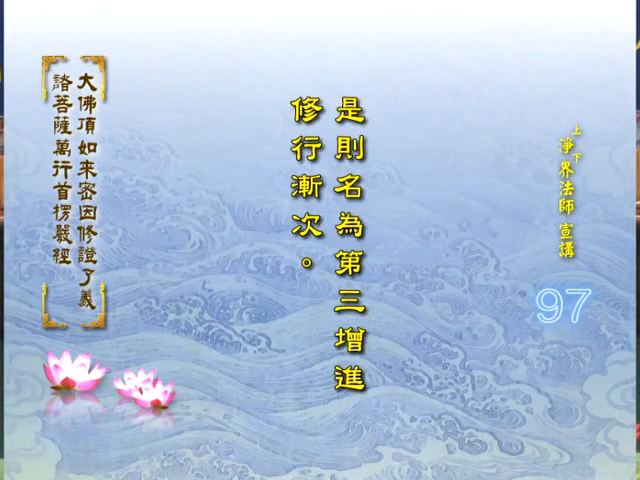 上淨下界法師 宣講
97
是則名為第三增進
修行漸次。
大佛頂如來密因修證了義
諸菩薩萬行首楞嚴經